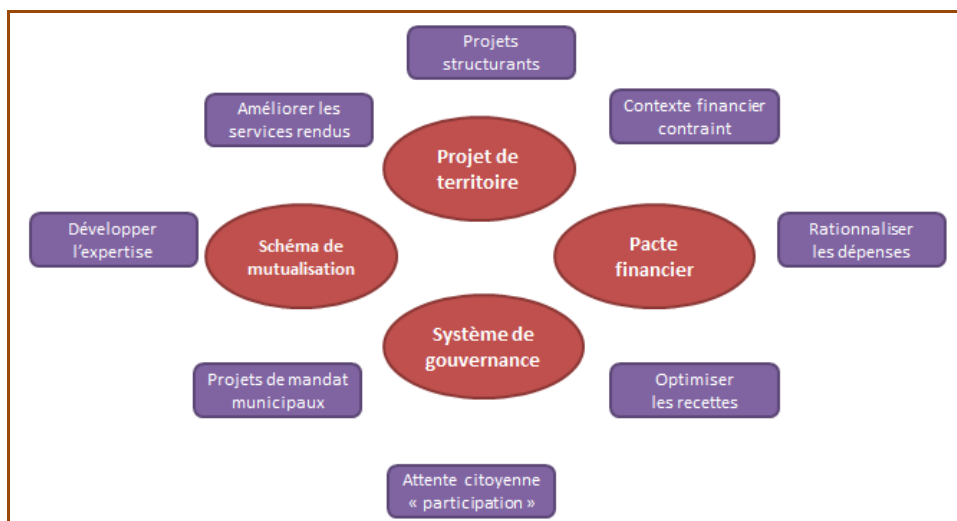 Projets
structurants
Améliorer les
services rendus
Contexte financier
contraint
Projet de
territoire
Développer
l'expertise
Schéma de
mutualisation
Pacte
financier
Rationnaliser
les dépenses
Système de
gouvernance
Projets de mandat
municipaux
Optimiser
les recettes
Attente citoyenne
« participation »